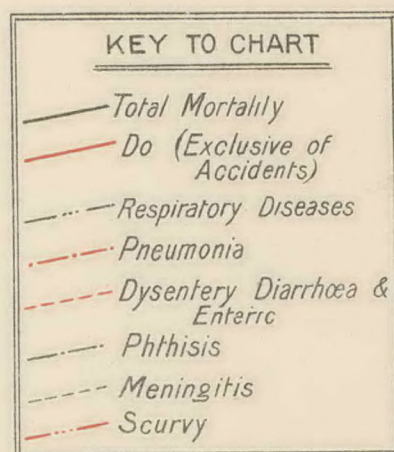 KEY TO CHART
Total Mortality
Do (Exclusive of
Accidents)
Respiratory Diseases
Pneumonia
Dysentery Diarrhœa &
Enteric
Phthisis
Meningitis
Scurvy